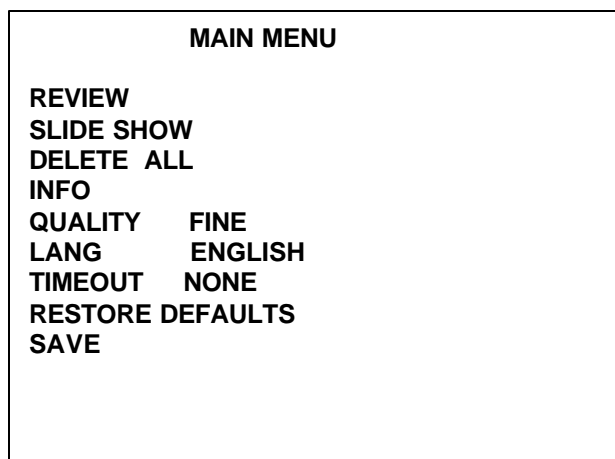 MAIN MENU
REVIEW
SLIDE SHOW
DELETE ALL
INFO
QUALITY FINE
LANG ENGLISH
TIMEOUT NONE
RESTORE DEFAULTS
SAVE